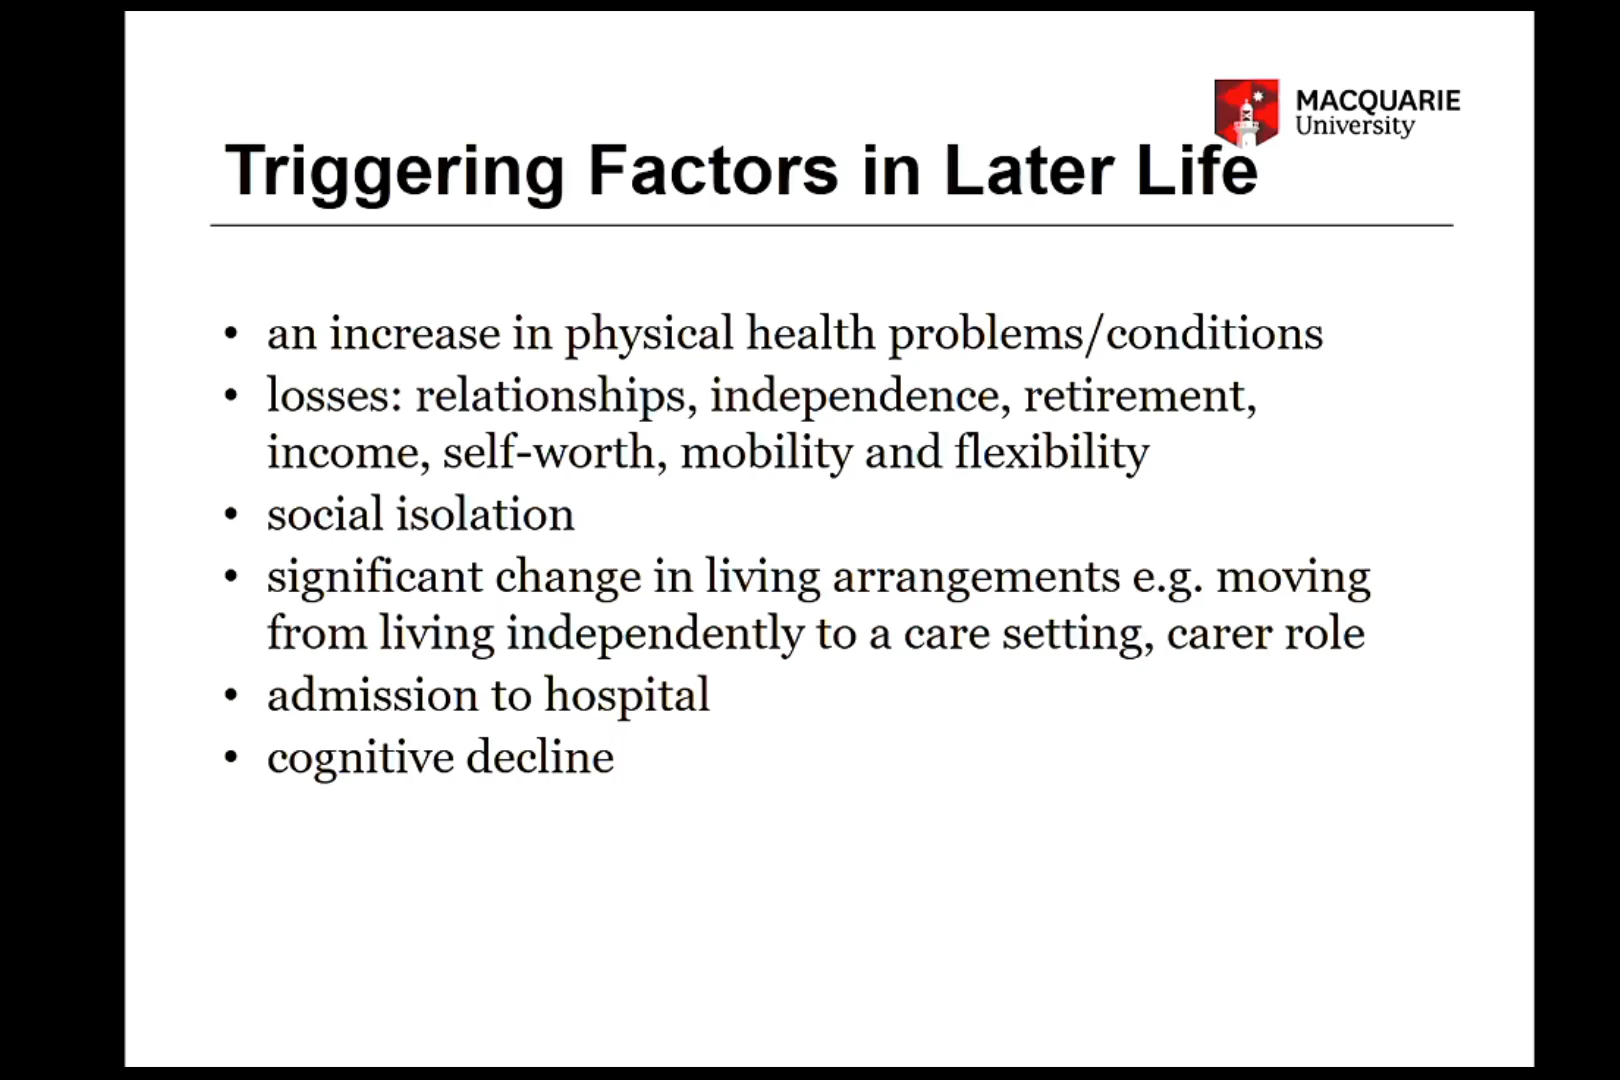 MACQUARIE
University
Triggering Factors in Later Life
• an increase in physical health problems/conditions
• losses: relationships, independence, retirement,
income, self-worth, mobility and flexibility
• social isolation
• significant change in living arrangements e.g. moving
from living independently to a care setting, carer role
• admission to hospital
• cognitive decline